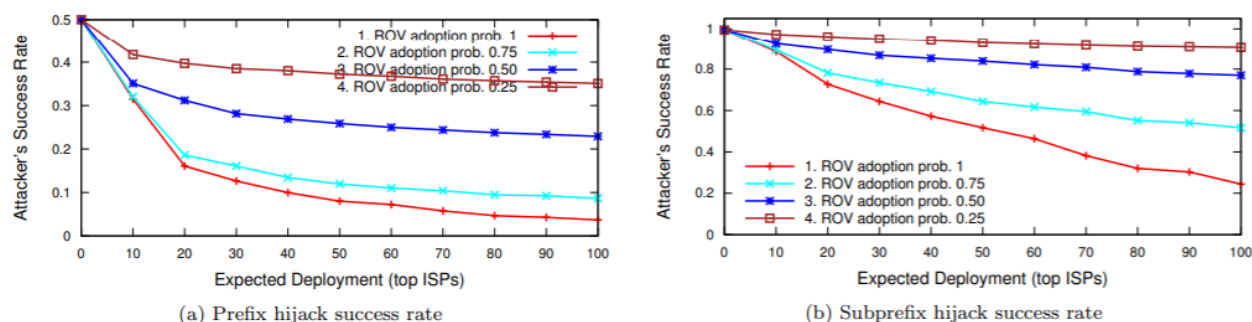 Attacker's Success Rate
0.5
0.4
0.3
0.2
0.1
0
1. ROV adoption prob. 1
2. ROV adoption prob. 0.75
3. ROV adoption prob. 0.50
4. ROV adoption prob. 0.25
0 10 20 30 40 50 60 70 80 90 100
Expected Deployment (top ISPs)
(a) Prefix hijack success rate
Attacker's Success Rate
1
0.8
0.6
0.4
0.2
0
1. ROV adoption prob. 1
2. ROV adoption prob. 0.75
3. ROV adoption prob. 0.50
4. ROV adoption prob. 0.25
0 10 20 30 40 50 60 70 80 90 100
Expected Deployment (top ISPs)
(b) Subprefix hijack success rate